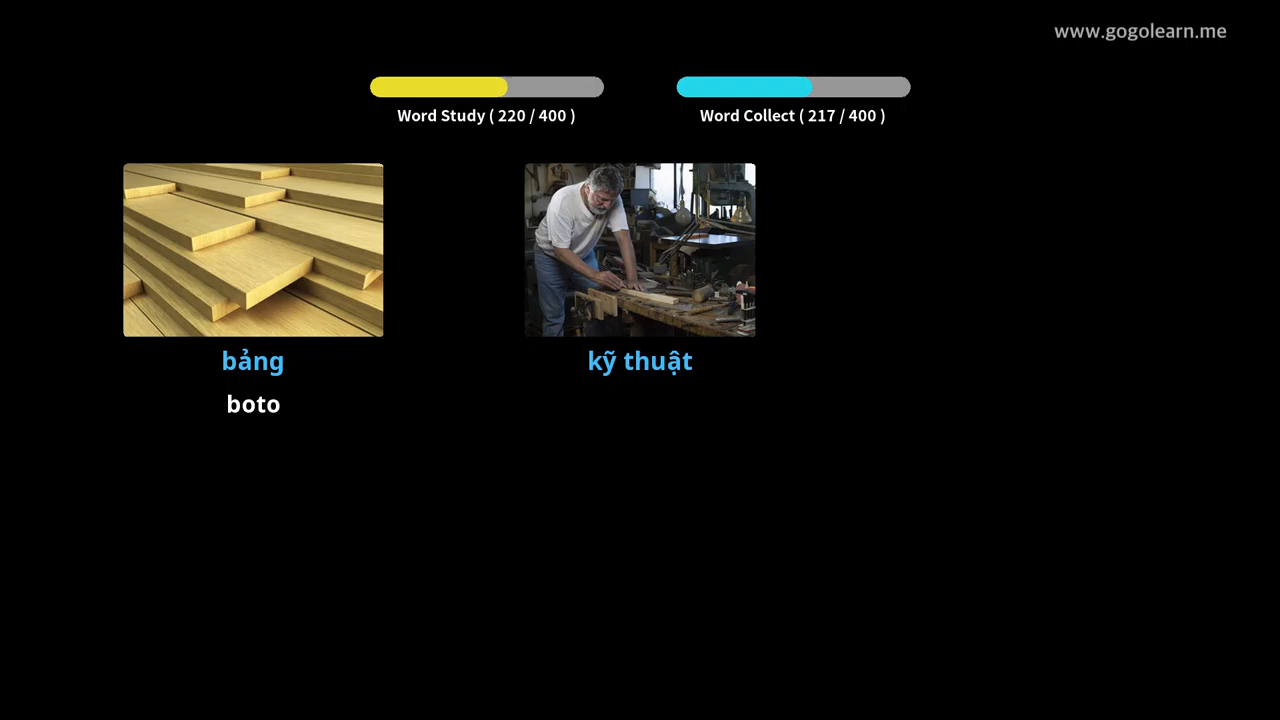 www.gogolearn.me
Word Study ( 220 / 400 )
Word Collect ( 217 / 400 )
bảng
kỹ thuật
boto